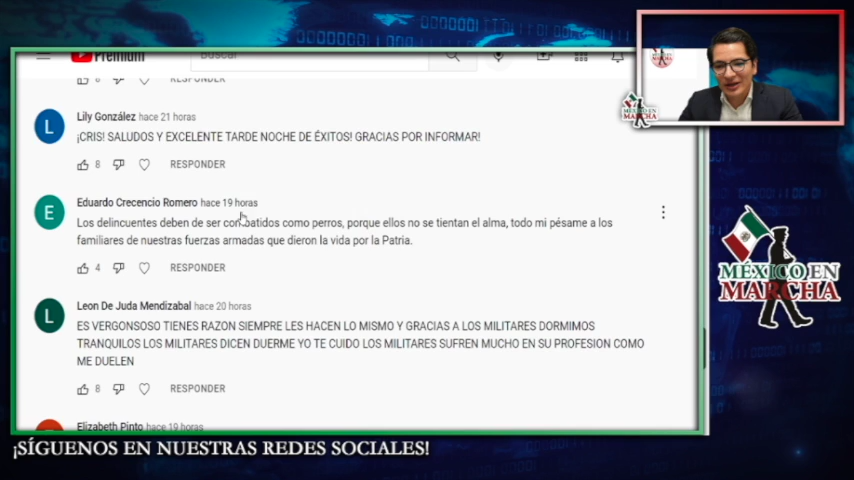 Premium
Buscar
8 RESPONDER
Lily González hace 21 horas
¡CRIS! SALUDOS Y EXCELENTE TARDE NOCHE DE ÉXITOS! GRACIAS POR INFORMAR!
8 RESPONDER
E
Eduardo Crecencio Romero hace 19 horas
Los delincuentes deben de ser combatidos como perros, porque ellos no se tientan el alma, todo mi pésame a los
familiares de nuestras fuerzas armadas que dieron la vida por la Patria.
4 RESPONDER
L
Leon De Juda Mendizabal hace 20 horas
ES VERGONSOSO TIENES RAZON SIEMPRE LES HACEN LO MISMO Y GRACIAS A LOS MILITARES DORMIMOS
TRANQUILOS LOS MILITARES DICEN DUERME YO TE CUIDO LOS MILITARES SUFREN MUCHO EN SU PROFESION COMO
ME DUELEN
8 RESPONDER
Elizabeth Pinto hace 19 horas
MÉXICO EN
MARCHA
MÉXICO EN
MARCHA
¡SÍGUENOS EN NUESTRAS REDES SOCIALES!